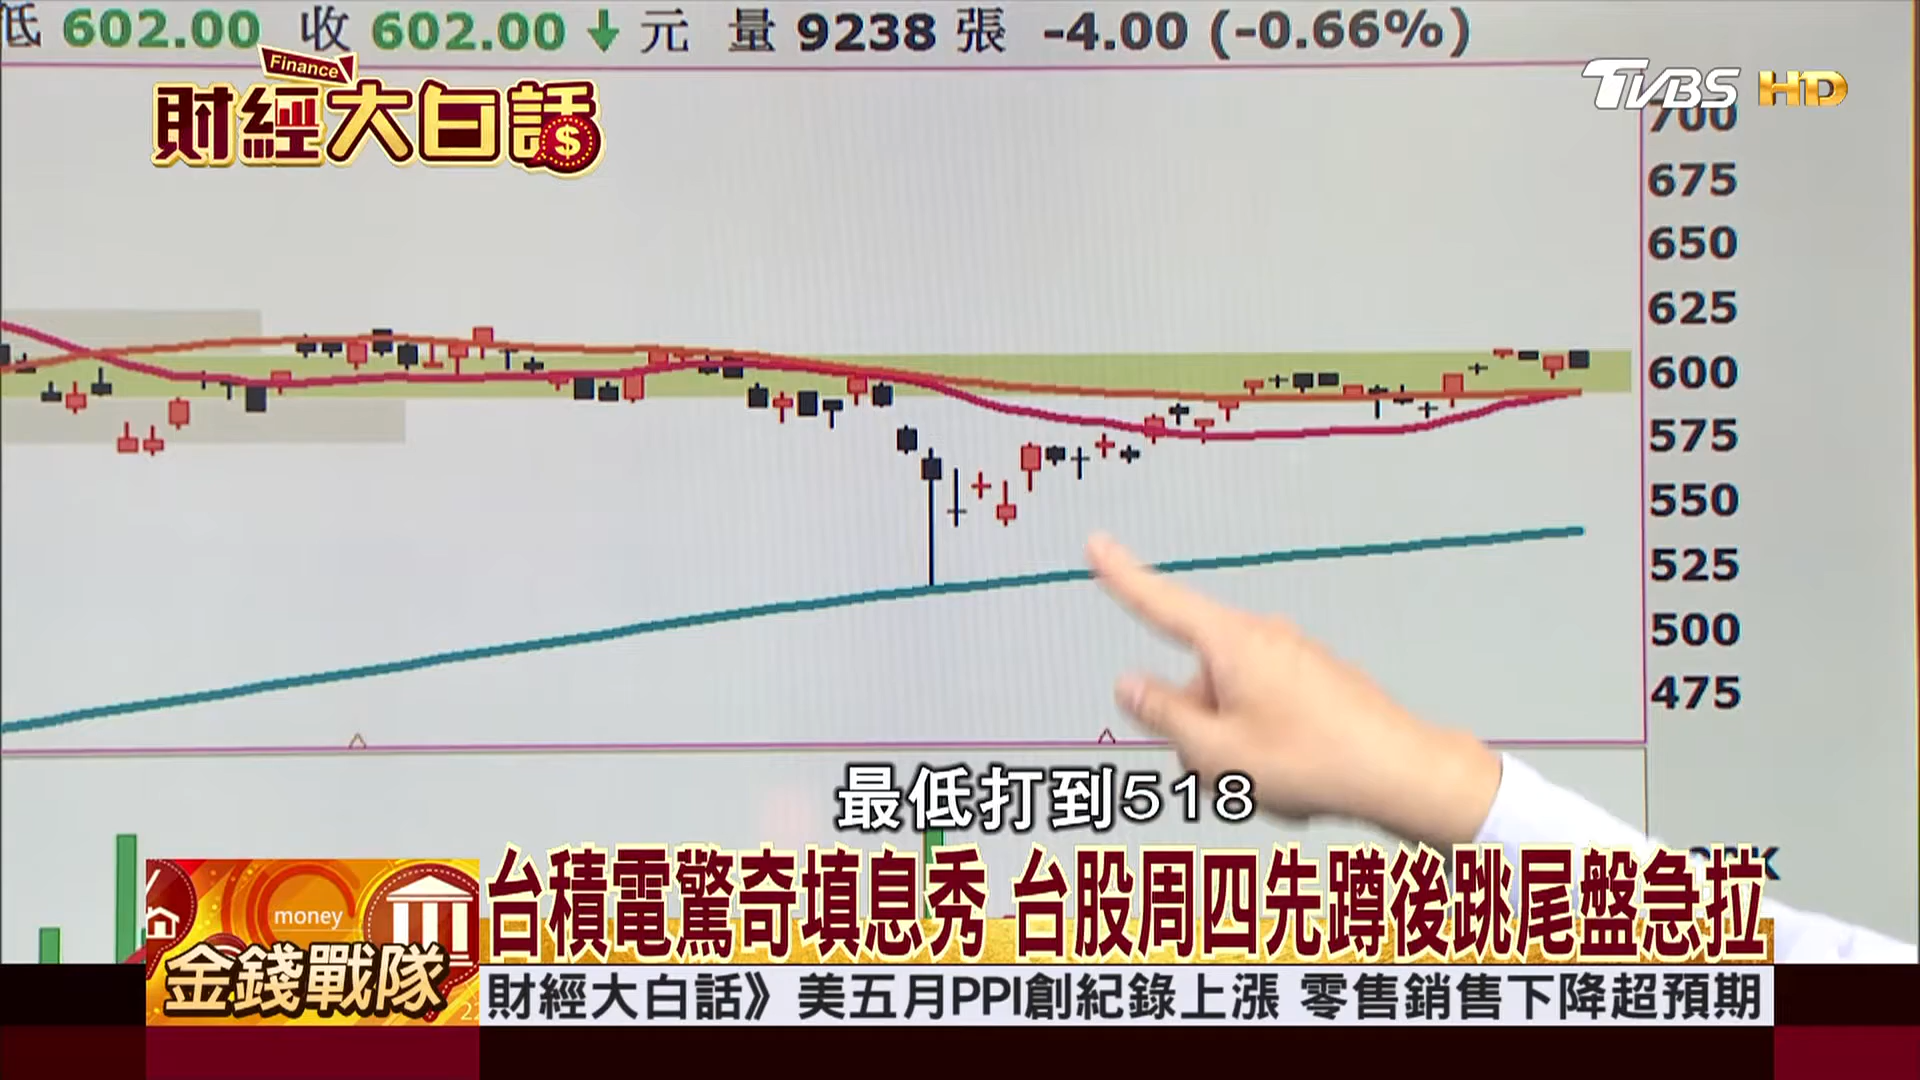 低 602.00 收 602.00 ↓ 元 量 9238 張 -4.00 (-0.66%)
Finance
財經大白話
$
TVBS HD
700
675
650
625
600
575
550
525
500
475
最低打到518
台積電驚奇填息秀 台股周四先蹲後跳尾盤急拉
money
金錢戰隊
財經大白話》美五月PPI創紀錄上漲 零售銷售下降超預期